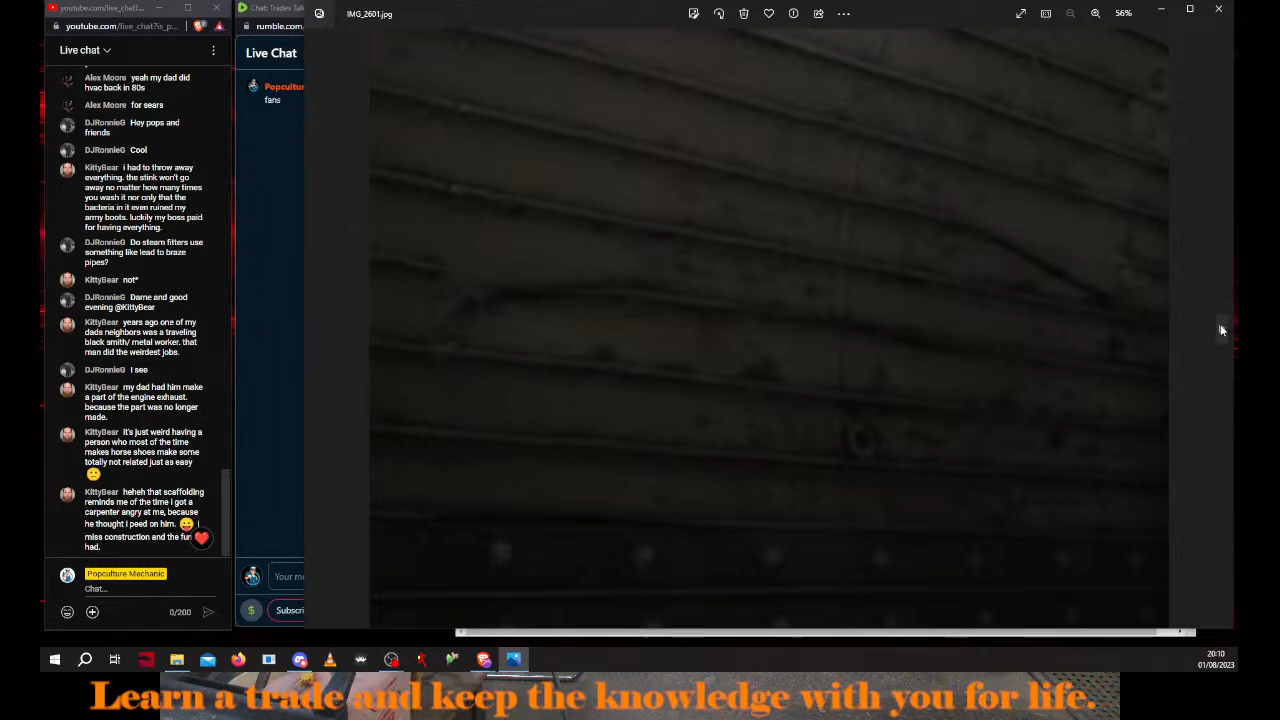 youtube.com/live_chat?is_p...
Live chat
Alex Moore yeah my dad did
hvac back in 80s
Alex Moore for sears
DJRonnieG Hey pops and
friends
DJRonnieG Cool
KittyBear i had to throw away
everything. the stink won't go
away no matter how many times
you wash it nor only that the
bacteria in it even ruined my
army boots. luckily my boss paid
for having everything.
DJRonnieG Do steam fitters use
something like lead to braze
pipes?
KittyBear not*
DJRonnieG Darne and good
evening @KittyBear
KittyBear years ago one of my
dads neighbors was a traveling
black smith/ metal worker. that
man did the weirdest jobs.
DJRonnieG I see
KittyBear my dad had him make
a part of the engine exhaust.
because the part was no longer
made.
KittyBear it's just weird having a
person who most of the time
makes horse shoes make some
totally not related just as easy
KittyBear heheh that scaffolding
reminds me of the time i got a
carpenter angry at me, because
he thought i peed on him. I
miss construction and the fun
had.
Popculture Mechanic
Chat...
0/200
Chat: Trades Talk
rumble.com
Live Chat
Popcultur
fans
Your me
$
Subscri
IMG_2601.jpg
56%
20:10
01/08/2023
Learn a trade and keep the knowledge with you for life.